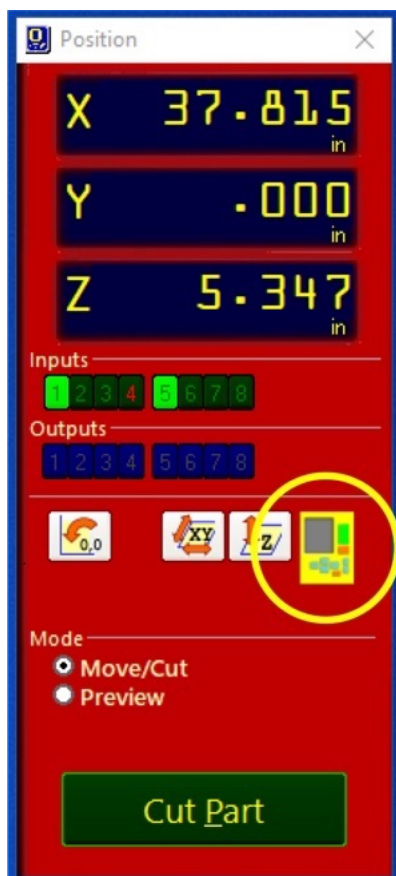 Position
X 37.815
in
Y .000
in
Z 5.347
in
Inputs
1 2 3 4 5 6 7 8
Outputs
1 2 3 4 5 6 7 8
0,0 XY Z
Mode
Move/Cut
Preview
Cut Part